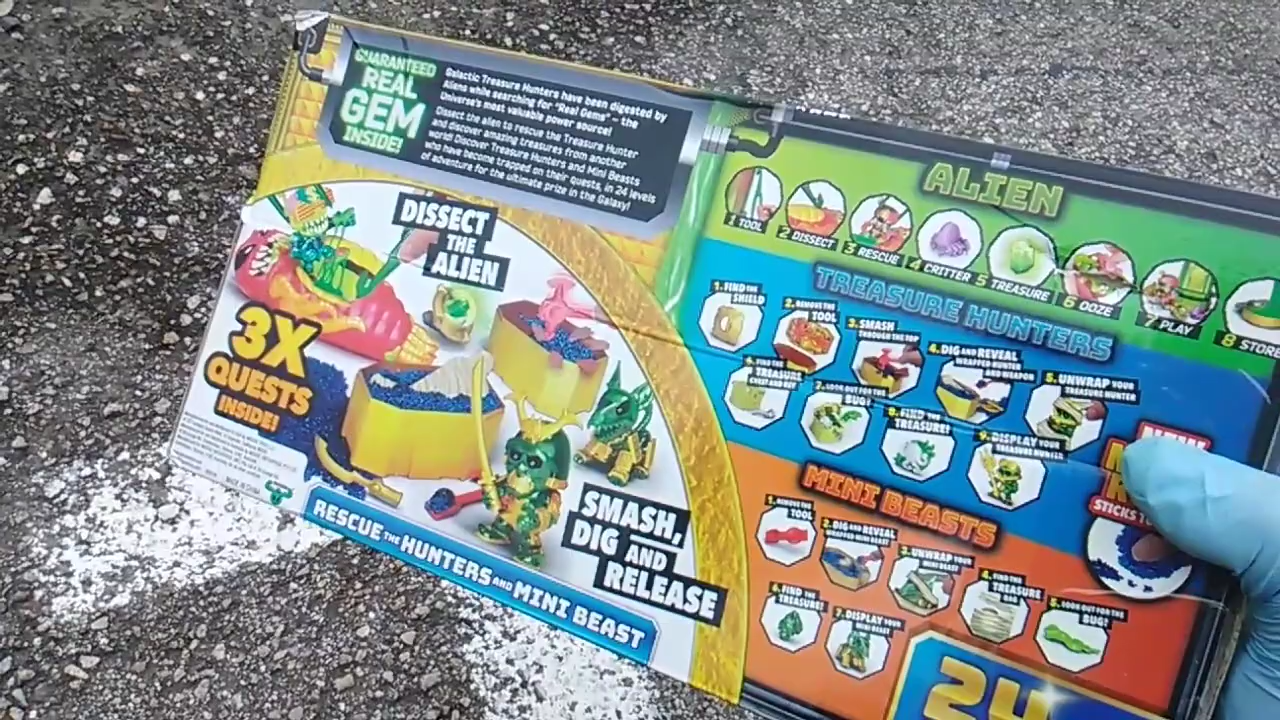 GUARANTEED
REAL
GEM
INSIDE!
Galactic Treasure Hunters have been digested by
Aliens while searching for "Real Gems" – the
Universe's most valuable power source!
Dissect the alien to rescue the Treasure Hunter
and discover amazing treasures from another
world! Discover Treasure Hunters and Mini Beasts
who have become trapped on their quests, in 24 levels
of adventure for the ultimate prize in the Galaxy!
DISSECT
THE
ALIEN
3X
QUESTS
INSIDE!
SMASH,
DIG AND
RELEASE
RESCUE THE HUNTERS AND MINI BEAST
MADE IN CHINA
ALIEN
1 TOOL
2 DISSECT
3 RESCUE
4 CRITTER
5 TREASURE
6 OOZE
7 PLAY
8 STORE
TREASURE HUNTERS
1. FIND THE
SHIELD
2. REMOVE THE
TOOL
3. SMASH
THROUGH THE TOP
4. DIG AND REVEAL
WRAPPED HUNTER
AND WEAPON
5. UNWRAP YOUR
TREASURE HUNTER
FIND THE
TREASURE
CHEST AND KEY
LOOK OUT FOR THE
BUG!
8. FIND THE
TREASURE!
9. DISPLAY YOUR
TREASURE HUNTER
MINI BEASTS
1. REMOVE THE
TOOL
2. DIG AND REVEAL
WRAPPED MINI BEAST
3. UNWRAP YOUR
MINI BEAST
4. FIND THE
TREASURE
BAG
5. LOOK OUT FOR THE
BUG!
6. FIND THE
TREASURE!
7. DISPLAY YOUR
MINI BEAST
NEW
STICKS
24